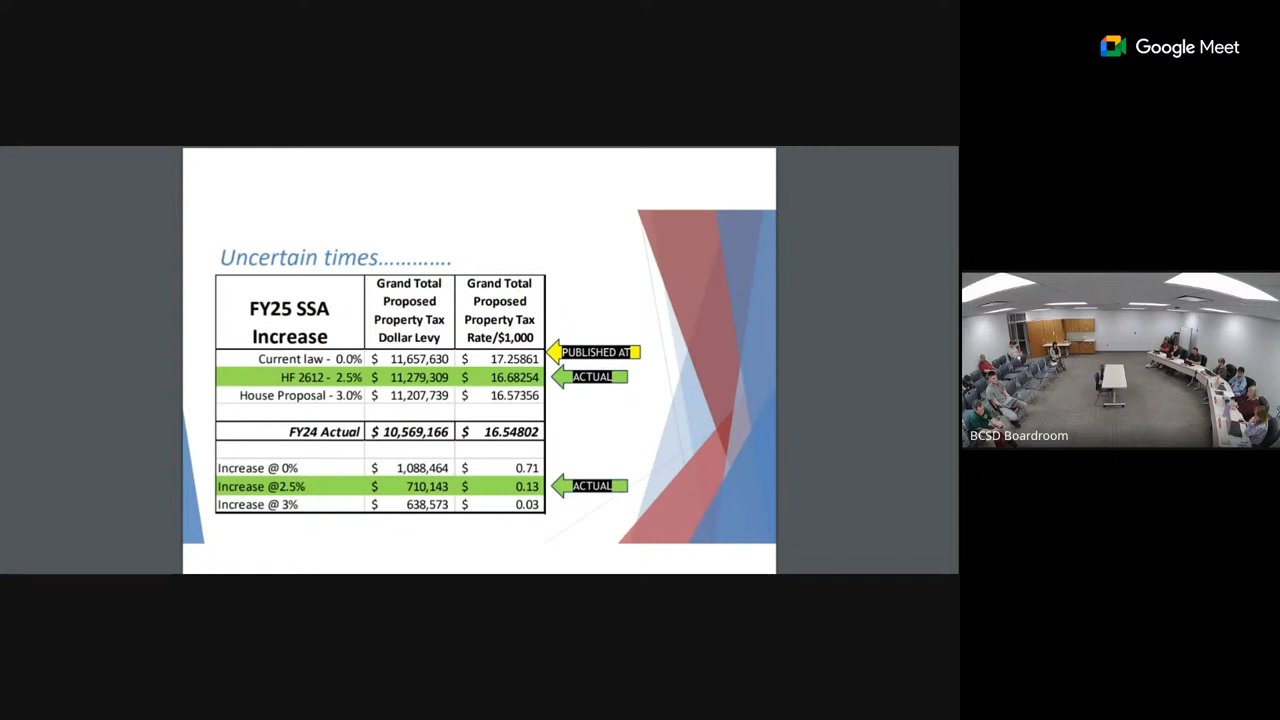 Google Meet
Uncertain times………….
FY25 SSA Increase | Grand Total Proposed Property Tax Dollar Levy | Grand Total Proposed Property Tax Rate/$1,000
Current law - 0.0% $ 11,657,630 $ 17.25861
PUBLISHED AT
HF 2612 - 2.5% $ 11,279,309 $ 16.68254
ACTUAL
House Proposal - 3.0% $ 11,207,739 $ 16.57356
FY24 Actual $ 10,569,166 $ 16.54802
Increase @ 0% $ 1,088,464 $ 0.71
Increase @2.5% $ 710,143 $ 0.13
ACTUAL
Increase @ 3% $ 638,573 $ 0.03
BCSD Boardroom